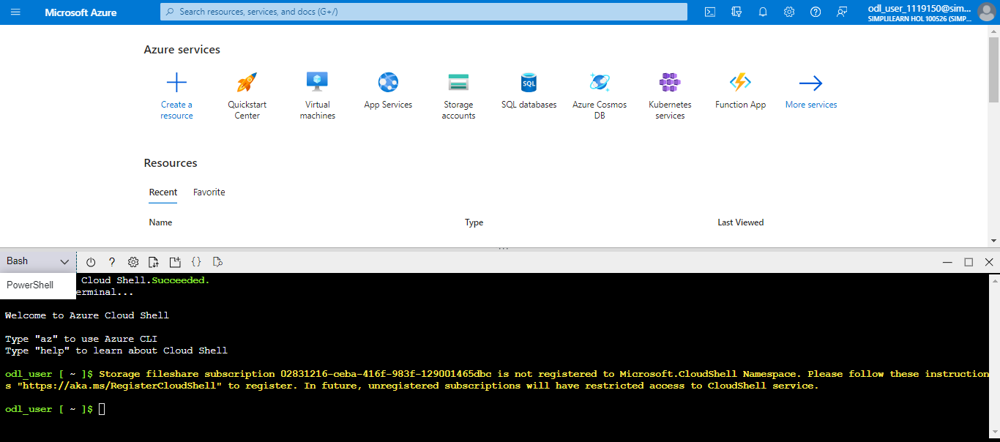 Microsoft Azure
Search resources, services, and docs (G+/)
odl_user_1119150@sim...
SIMPLILEARN HOL 100526 (SIMP...
Azure services
Create a resource
Quickstart Center
Virtual machines
App Services
Storage accounts
SQL
SQL databases
Azure Cosmos DB
Kubernetes services
Function App
More services
Resources
Recent
Favorite
Name
Type
Last Viewed
Bash
?
{}
PowerShell
Cloud Shell.Succeeded.
erminal...
Welcome to Azure Cloud Shell
Type "az" to use Azure CLI
Type "help" to learn about Cloud Shell
odl_user [ ~ ]$ Storage fileshare subscription 02831216-ceba-416f-983f-129001465dbc is not registered to Microsoft.CloudShell Namespace. Please follow these instruction
s "https://aka.ms/RegisterCloudShell" to register. In future, unregistered subscriptions will have restricted access to CloudShell service.
odl_user [ ~ ]$